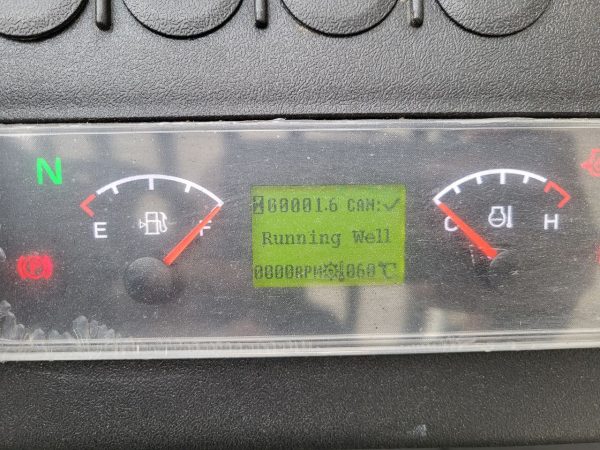 N
E F
00001.6 CAN:✓
Running Well
0000RPM 060℃
C H